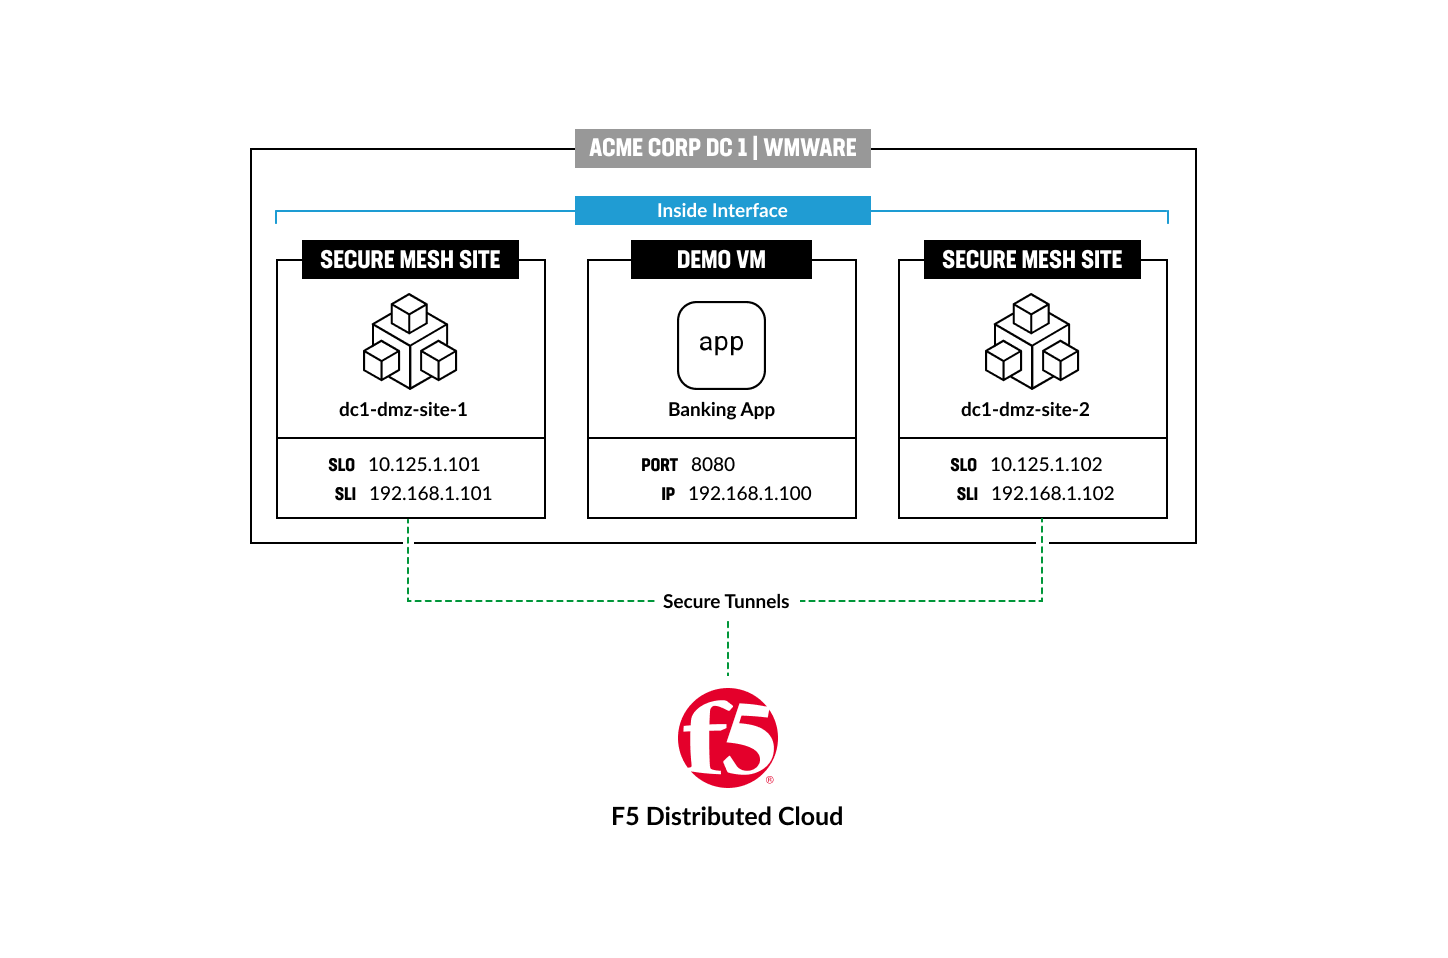 ACME CORP DC 1 | WMWARE
Inside Interface
SECURE MESH SITE
dc1-dmz-site-1
SLO 10.125.1.101
SLI 192.168.1.101
DEMO VM
app
Banking App
PORT 8080
IP 192.168.1.100
SECURE MESH SITE
dc1-dmz-site-2
SLO 10.125.1.102
SLI 192.168.1.102
Secure Tunnels
f5®
F5 Distributed Cloud